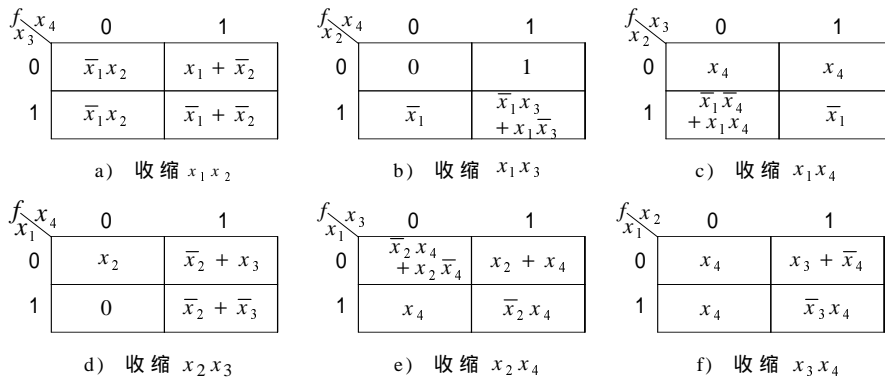 f x₄ 0 1
x₃
0 x̅₁x₂ x₁ + x̅₂
1 x̅₁x₂ x̅₁ + x̅₂
a) 收缩 x₁x₂
f x₄ 0 1
x₂
0 0 1
1 x̅₁ x̅₁x₃ + x₁x̅₃
b) 收缩 x₁x₃
f x₃ 0 1
x₂
0 x₄ x₄
1 x̅₁x̅₄ + x₁x₄ x̅₁
c) 收缩 x₁x₄
f x₄ 0 1
x₁
0 x₂ x̅₂ + x₃
1 0 x̅₂ + x̅₃
d) 收缩 x₂x₃
f x₃ 0 1
x₁
0 x̅₂x₄ + x₂x̅₄ x₂ + x₄
1 x₄ x̅₂x₄
e) 收缩 x₂x₄
f x₂ 0 1
x₁
0 x₄ x₃ + x̅₄
1 x₄ x̅₃x₄
f) 收缩 x₃x₄